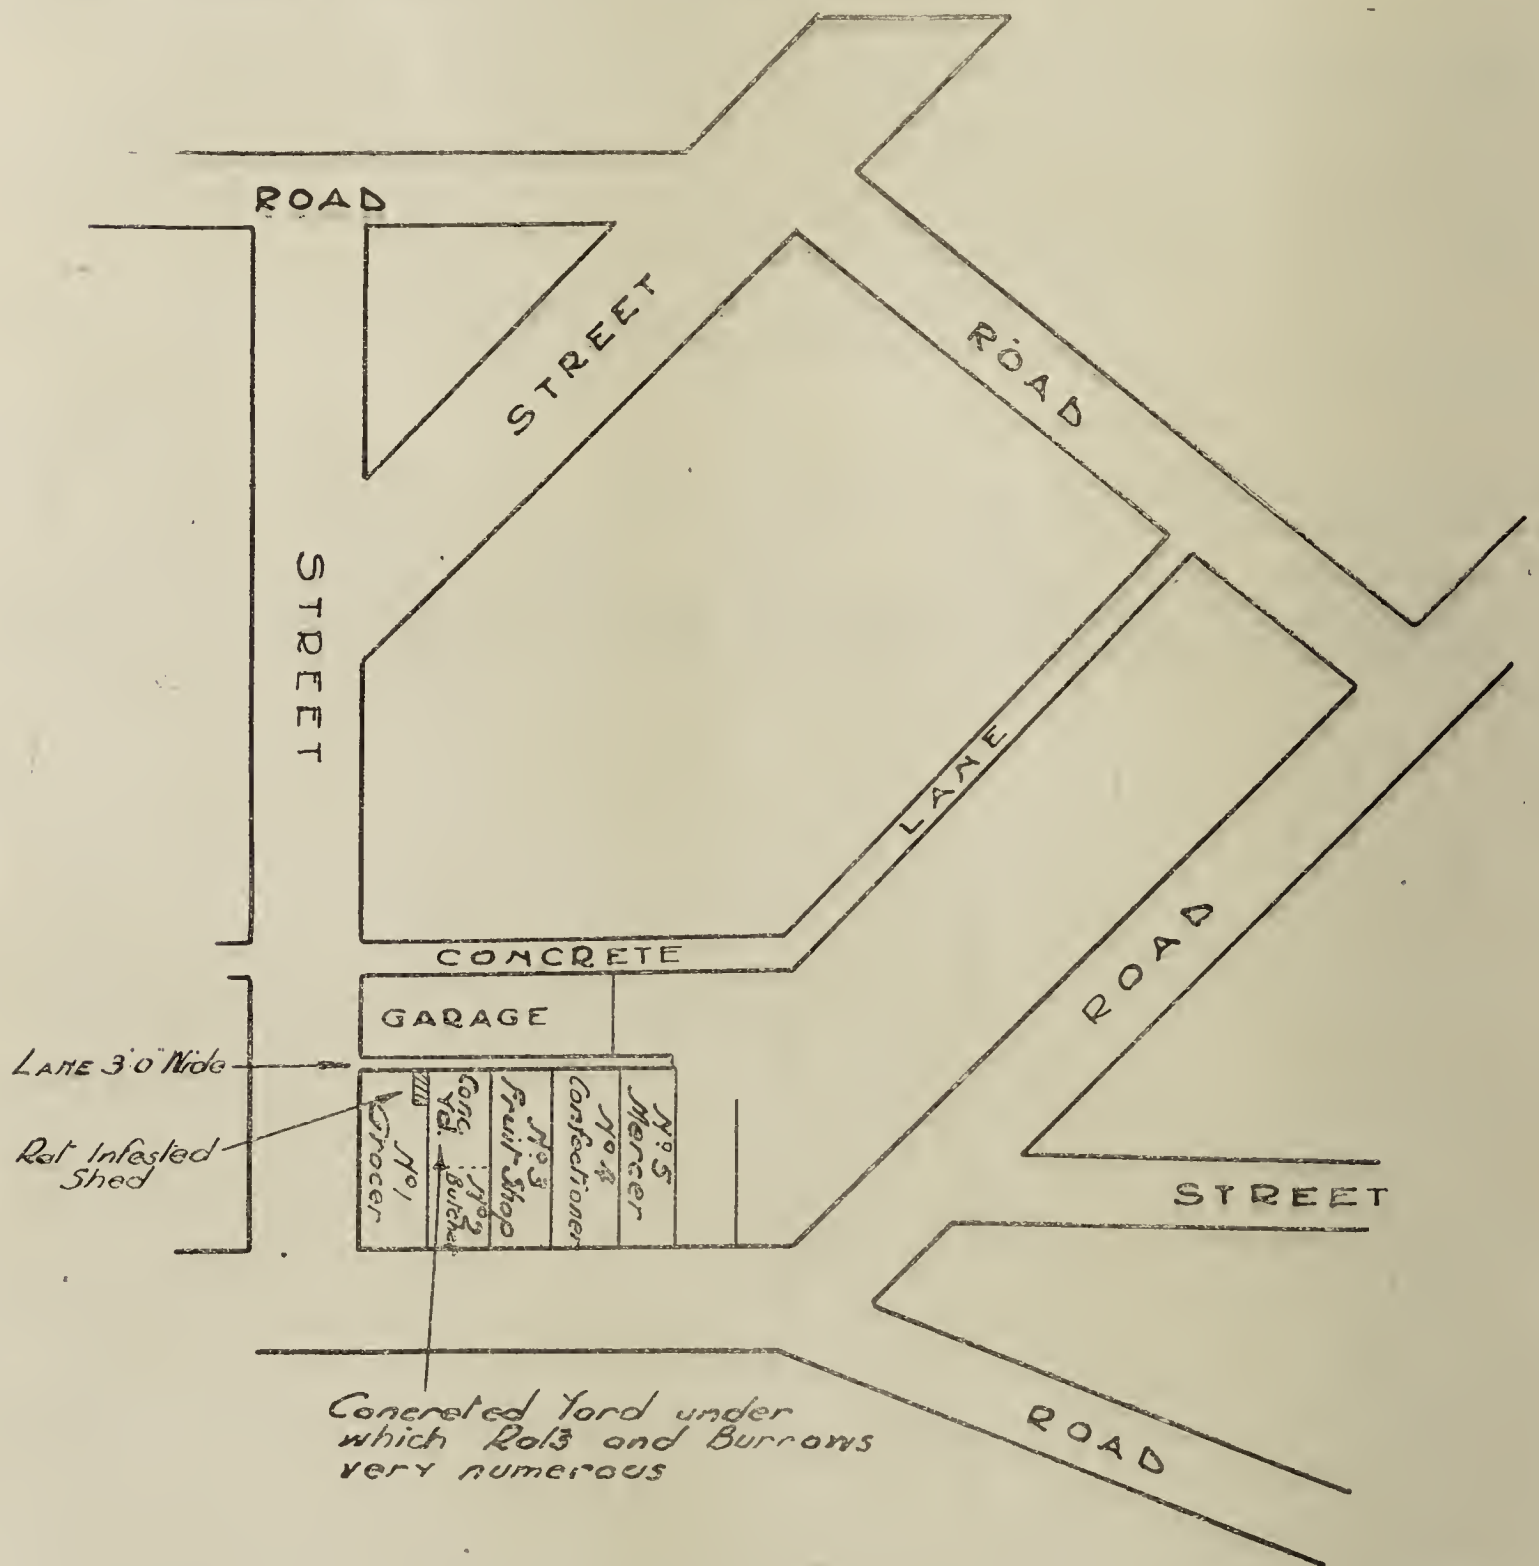 ROAD
STREET
ROAD
STREET
LANE
CONCRETE
GARAGE
ROAD
LANE 3'0" Wide
Rat Infested
Shed
No 1
Grocer
Conc.
Yd.
No 2
Butcher
No 3
Fruit Shop
No 4
Confectioner
No 5
Mercer
STREET
Concreted Yard under
which Rats and Burrows
very numerous
ROAD